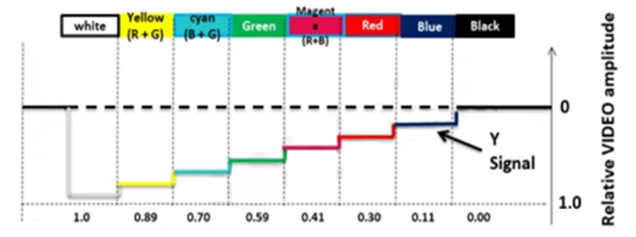 white
Yellow
(R + G)
cyan
(B + G)
Green
Magent
a
(R+B)
Red
Blue
Black
0
Y
Signal
1.0
1.0 0.89 0.70 0.59 0.41 0.30 0.11 0.00
Relative VIDEO amplitude